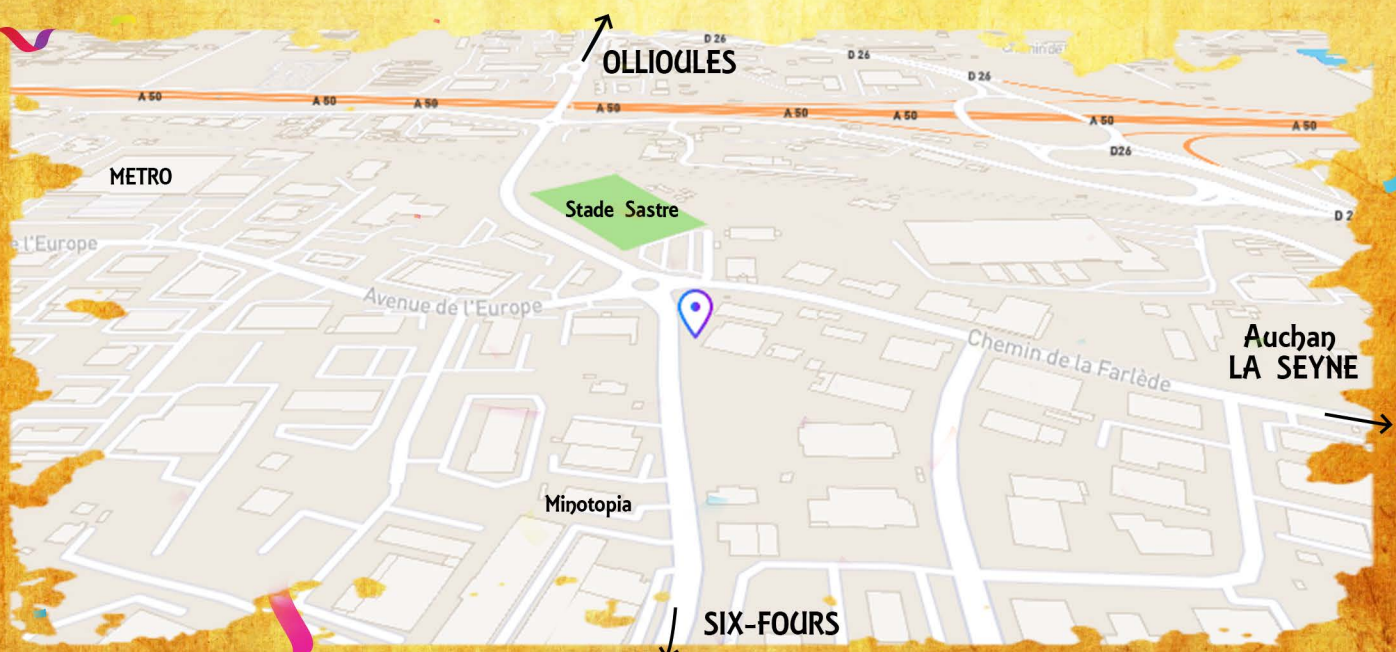 D 26
OLLIOULES
D 26
D 26
A 50
A 50
A 50
A 50
A 50
A 50
A 50
A 50
D26
METRO
Stade Sastre
D 2
e l'Europe
Avenue de l'Europe
Chemin de la Farlède
Auchan
LA SEYNE
Minotopia
SIX-FOURS